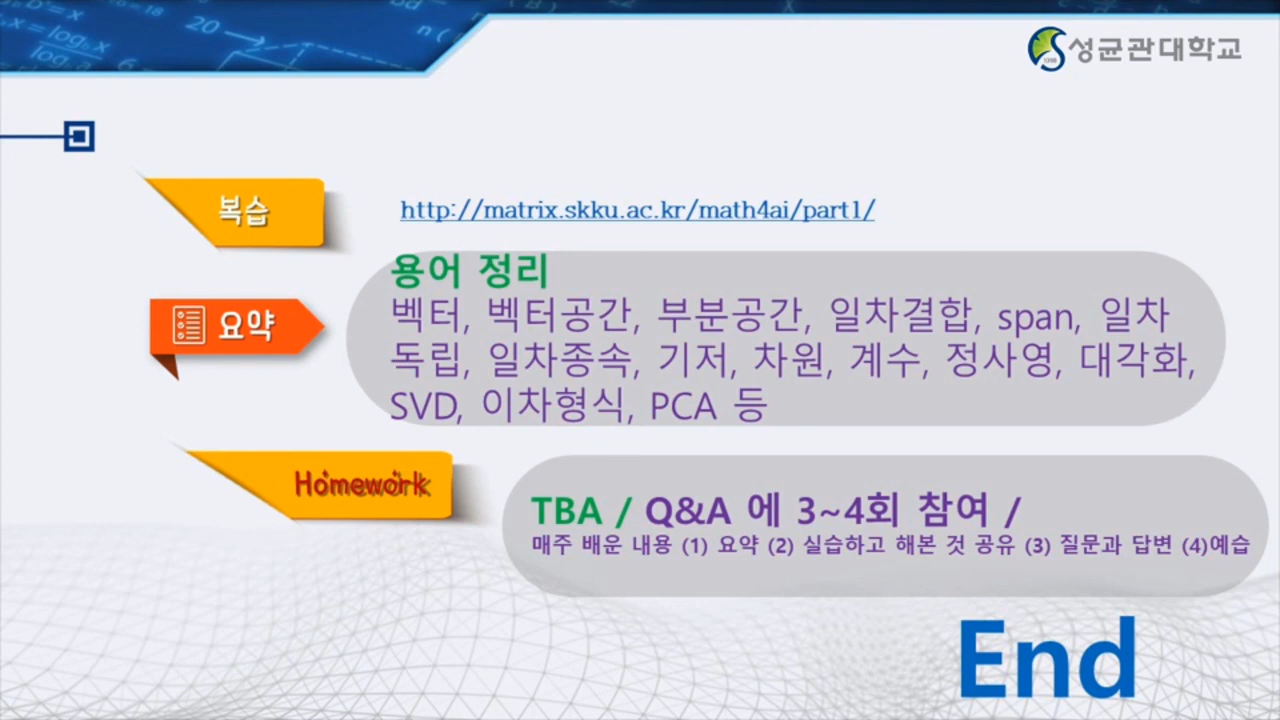 성균관대학교
복습
http://matrix.skku.ac.kr/math4ai/part1/
요약
용어 정리
벡터, 벡터공간, 부분공간, 일차결합, span, 일차
독립, 일차종속, 기저, 차원, 계수, 정사영, 대각화,
SVD, 이차형식, PCA 등
Homework
TBA / Q&A 에 3~4회 참여 /
매주 배운 내용 (1) 요약 (2) 실습하고 해본 것 공유 (3) 질문과 답변 (4)예습
End